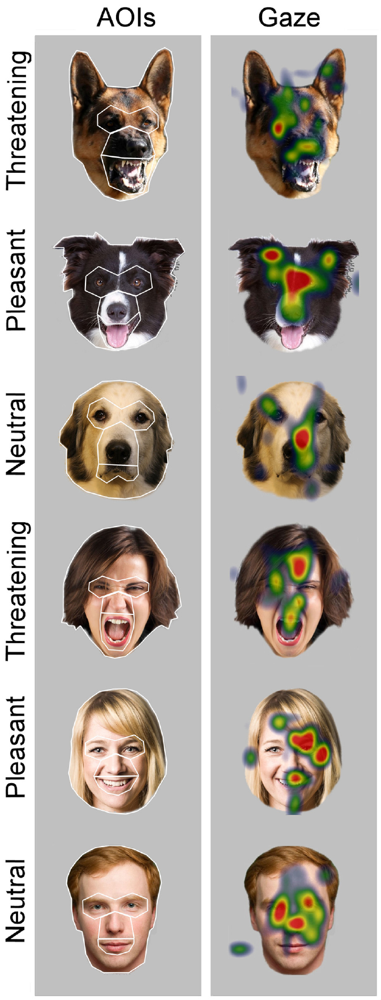 AOIs
Gaze
Threatening
Pleasant
Neutral
Threatening
Pleasant
Neutral